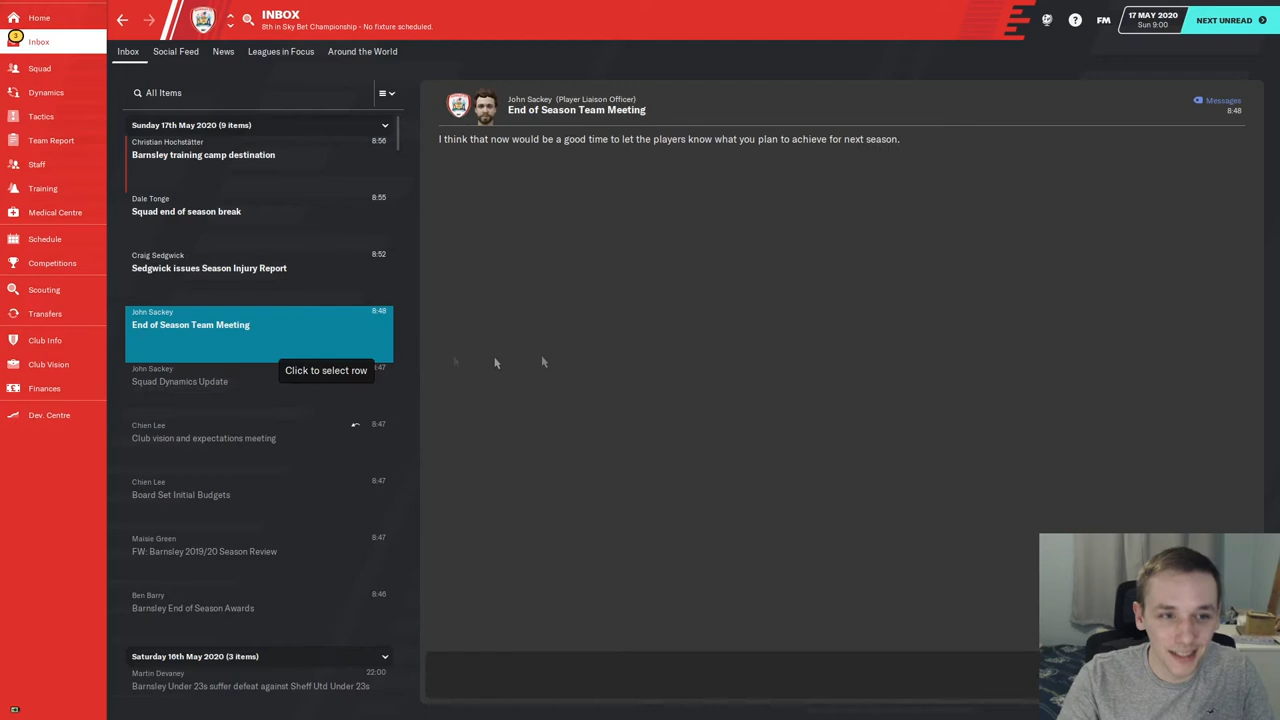 Home
Inbox
3
Squad
Dynamics
Tactics
Team Report
Staff
Training
Medical Centre
Schedule
Competitions
Scouting
Transfers
Club Info
Club Vision
Finances
Dev. Centre
INBOX
8th in Sky Bet Championship - No fixture scheduled.
?
FM
17 MAY 2020
Sun 9:00
NEXT UNREAD
Inbox
Social Feed
News
Leagues in Focus
Around the World
All Items
Sunday 17th May 2020 (9 items)
Christian Hochstätter 8:56
Barnsley training camp destination
Dale Tonge 8:55
Squad end of season break
Craig Sedgwick 8:52
Sedgwick issues Season Injury Report
John Sackey 8:48
End of Season Team Meeting
Click to select row
John Sackey :47
Squad Dynamics Update
Chien Lee 8:47
Club vision and expectations meeting
Chien Lee 8:47
Board Set Initial Budgets
Maisie Green 8:47
FW: Barnsley 2019/20 Season Review
Ben Barry 8:46
Barnsley End of Season Awards
Saturday 16th May 2020 (3 items)
Martin Devaney 22:00
Barnsley Under 23s suffer defeat against Sheff Utd Under 23s
John Sackey (Player Liaison Officer)
End of Season Team Meeting
Messages
8:48
I think that now would be a good time to let the players know what you plan to achieve for next season.